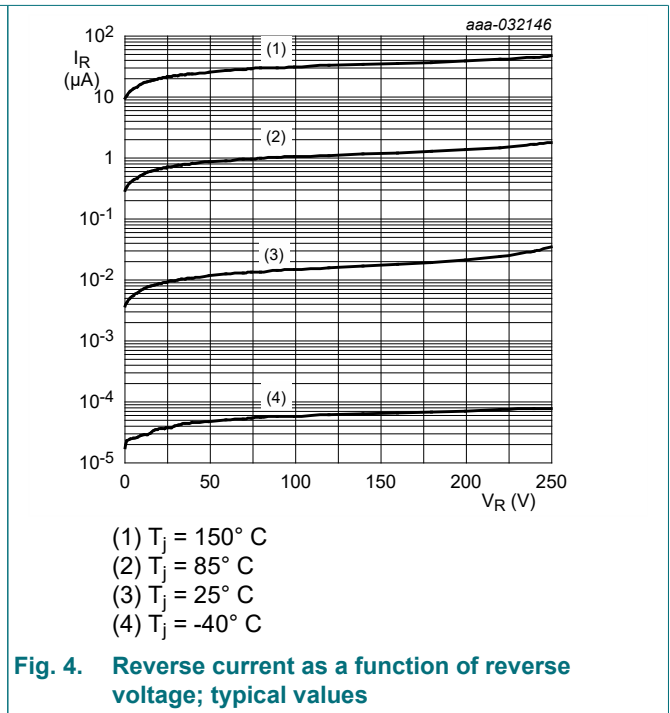 aaa-032146
10²
I_R
(μA)
10
1
10⁻¹
10⁻²
10⁻³
10⁻⁴
10⁻⁵
(1)
(2)
(3)
(4)
0 50 100 150 200 250
V_R (V)
(1) T_j = 150° C
(2) T_j = 85° C
(3) T_j = 25° C
(4) T_j = -40° C
Fig. 4. Reverse current as a function of reverse
voltage; typical values